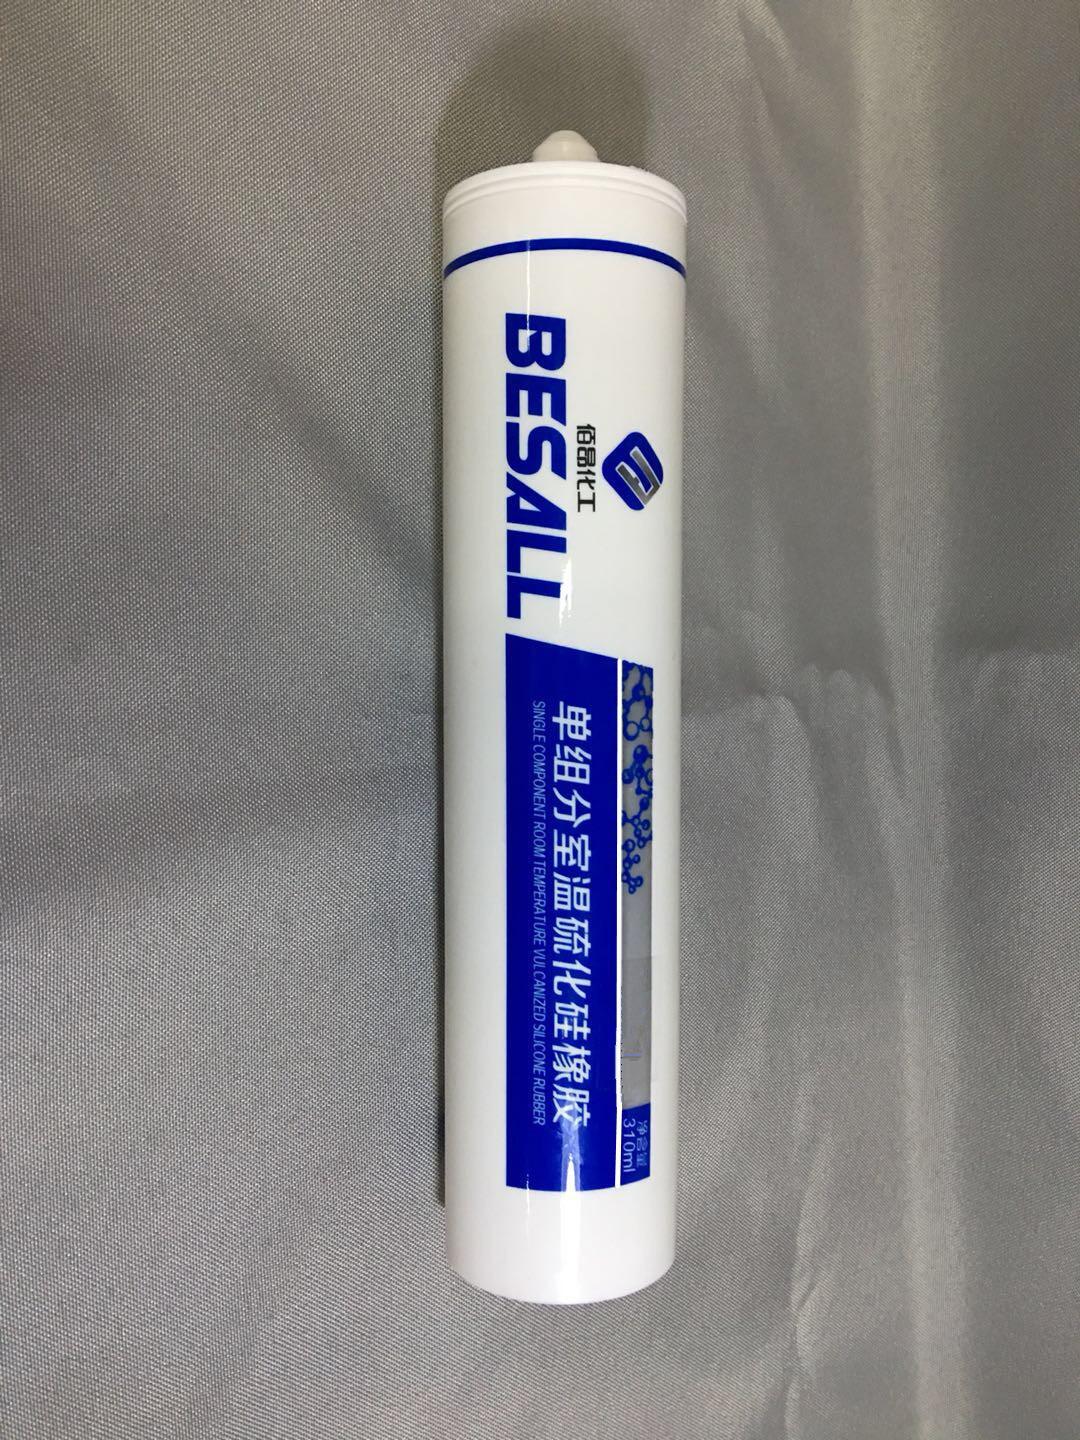 佰昂化工
BESALL
单组分室温硫化硅橡胶
SINGLE COMPONENT ROOM TEMPERATURE VULCANIZED SILICONE RUBBER
净含量
310ml